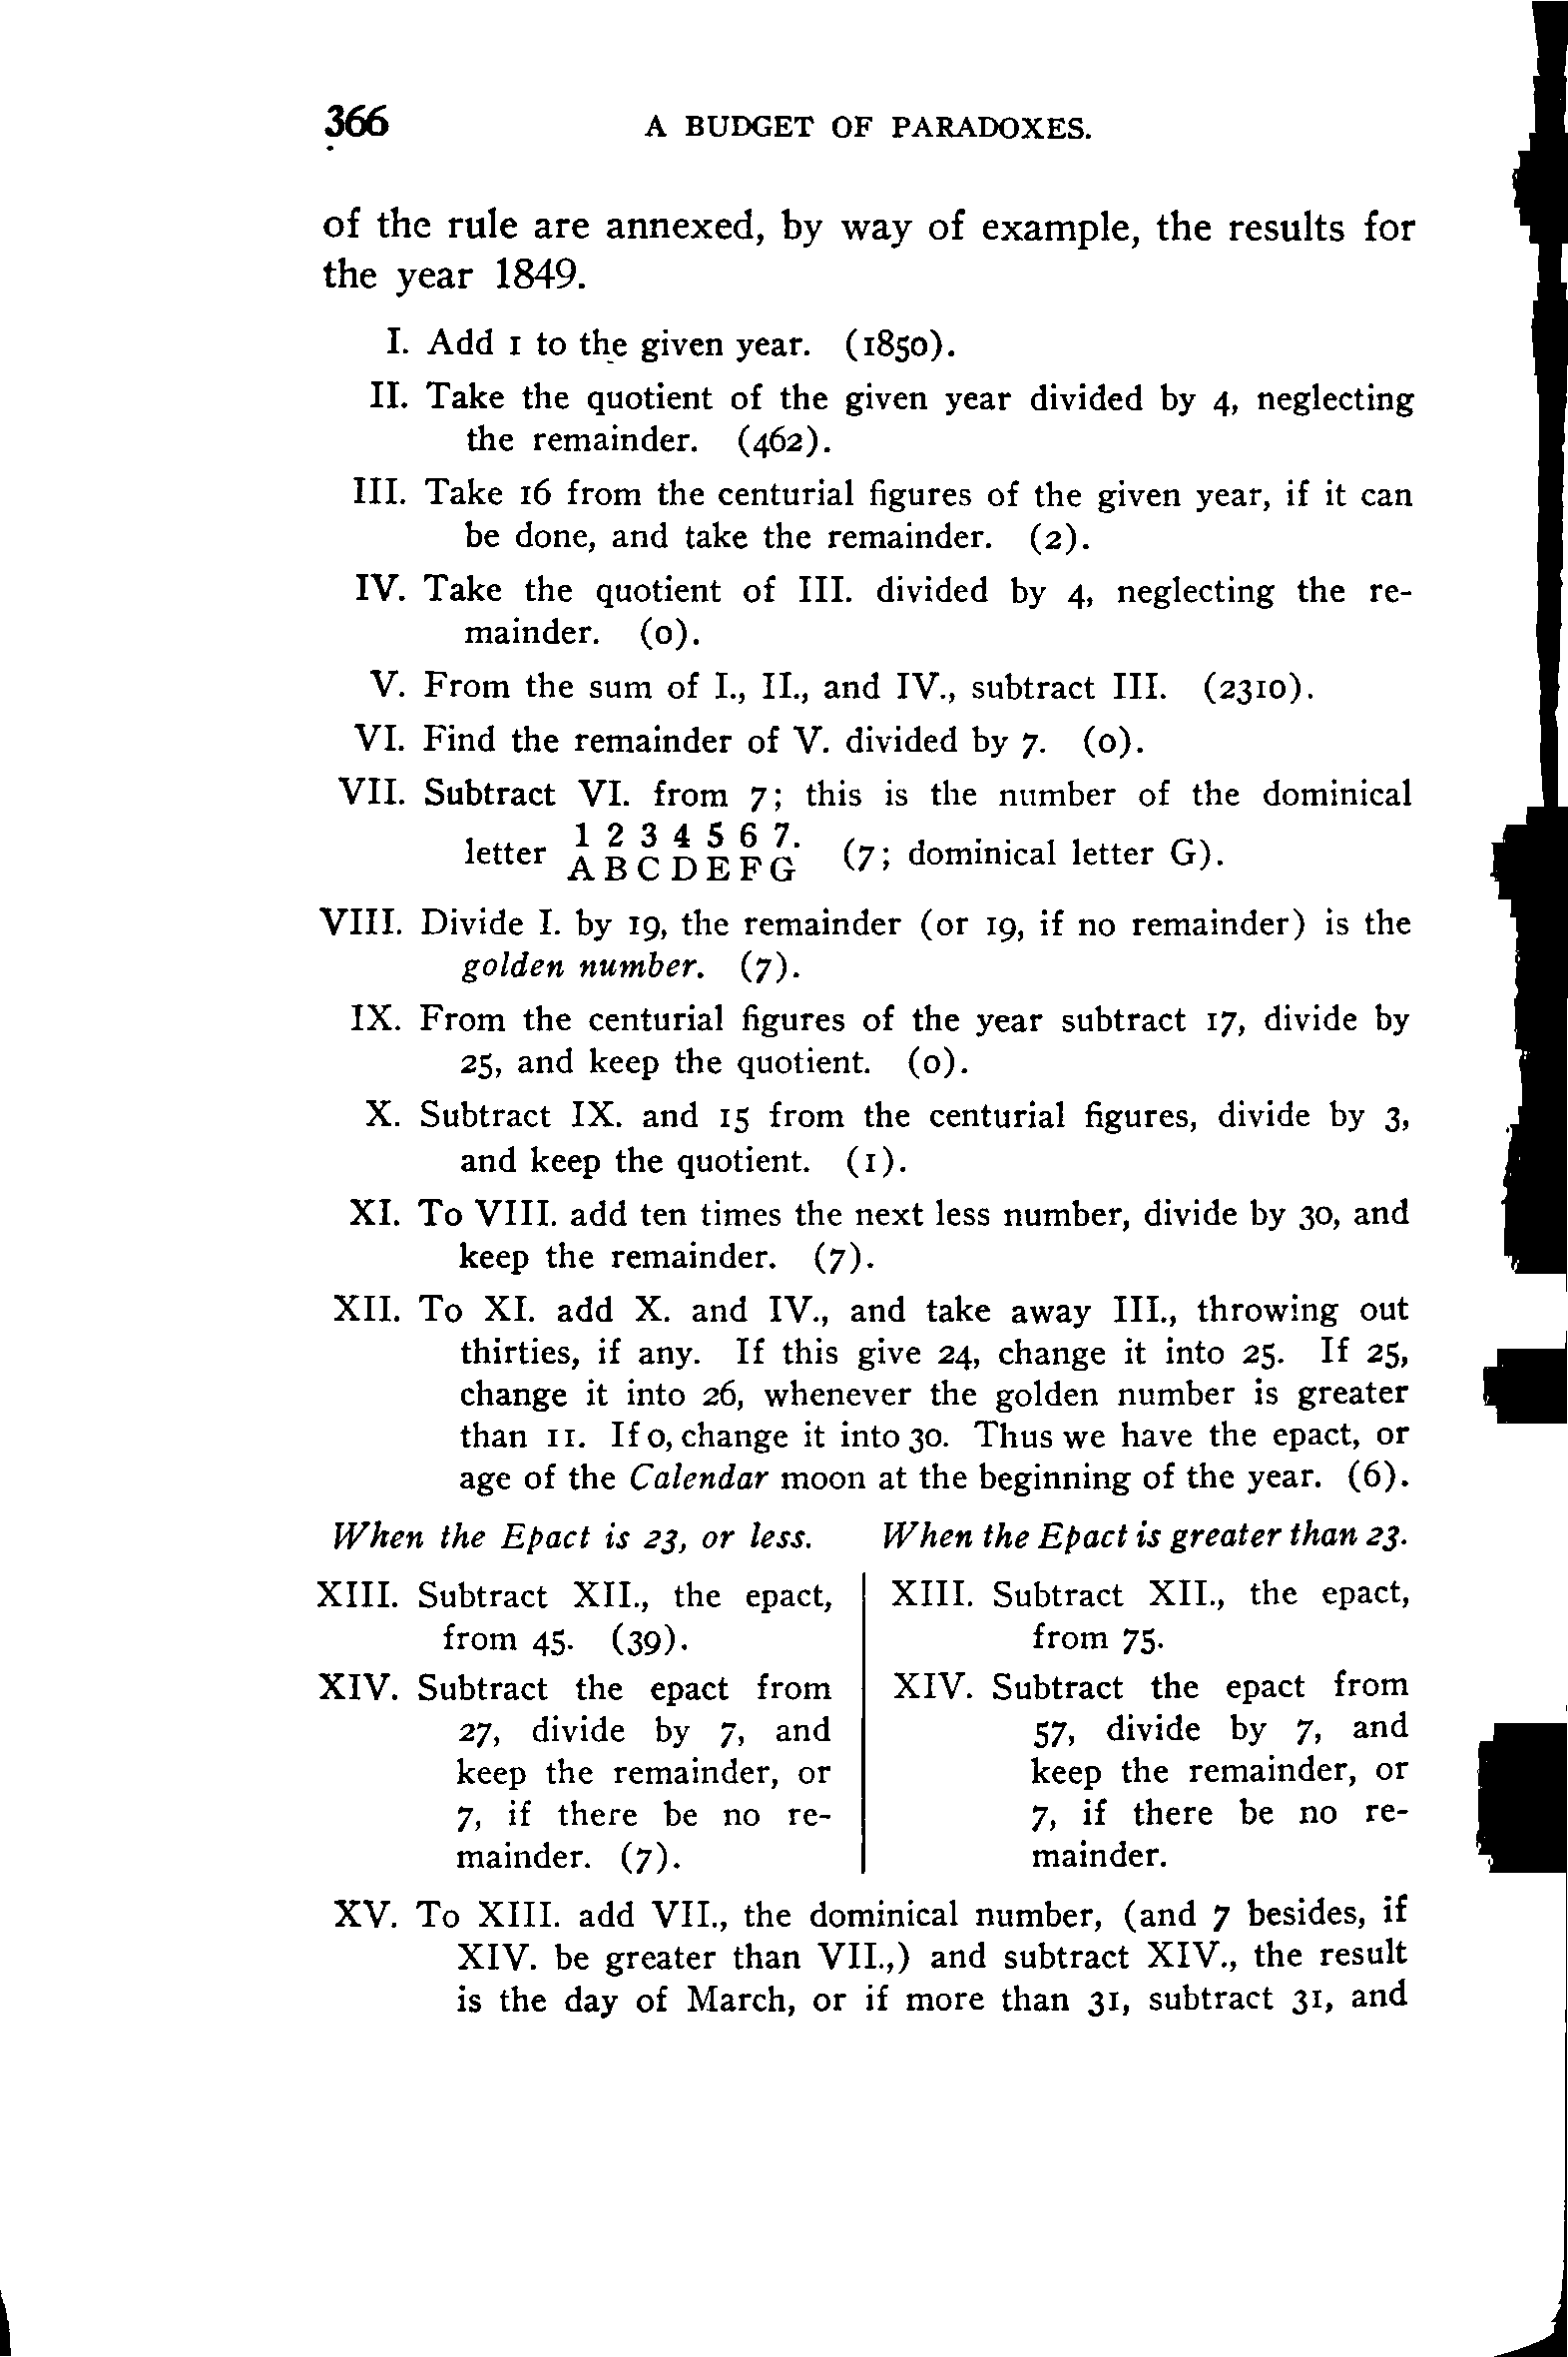 366 A BUDGET OF PARADOXES.
of the rule are annexed, by way of example, the results for
the year 1849.
I. Add 1 to the given year. (1850).
II. Take the quotient of the given year divided by 4, neglecting
the remainder. (462).
III. Take 16 from the centurial figures of the given year, if it can
be done, and take the remainder. (2).
IV. Take the quotient of III. divided by 4, neglecting the re-
mainder. (0).
V. From the sum of I., II., and IV., subtract III. (2310).
VI. Find the remainder of V. divided by 7. (0).
VII. Subtract VI. from 7; this is the number of the dominical
1 2 3 4 5 6 7.
letter A B C D E F G (7; dominical letter G).
VIII. Divide I. by 19, the remainder (or 19, if no remainder) is the
golden number. (7).
IX. From the centurial figures of the year subtract 17, divide by
25, and keep the quotient. (0).
X. Subtract IX. and 15 from the centurial figures, divide by 3,
and keep the quotient. (1).
XI. To VIII. add ten times the next less number, divide by 30, and
keep the remainder. (7).
XII. To XI. add X. and IV., and take away III., throwing out
thirties, if any. If this give 24, change it into 25. If 25,
change it into 26, whenever the golden number is greater
than 11. If 0, change it into 30. Thus we have the epact, or
age of the Calendar moon at the beginning of the year. (6).
When the Epact is 23, or less.
XIII. Subtract XII., the epact,
from 45. (39).
XIV. Subtract the epact from
27, divide by 7, and
keep the remainder, or
7, if there be no re-
mainder. (7).
When the Epact is greater than 23.
XIII. Subtract XII., the epact,
from 75.
XIV. Subtract the epact from
57, divide by 7, and
keep the remainder, or
7, if there be no re-
mainder.
XV. To XIII. add VII., the dominical number, (and 7 besides, if
XIV. be greater than VII.,) and subtract XIV., the result
is the day of March, or if more than 31, subtract 31, and